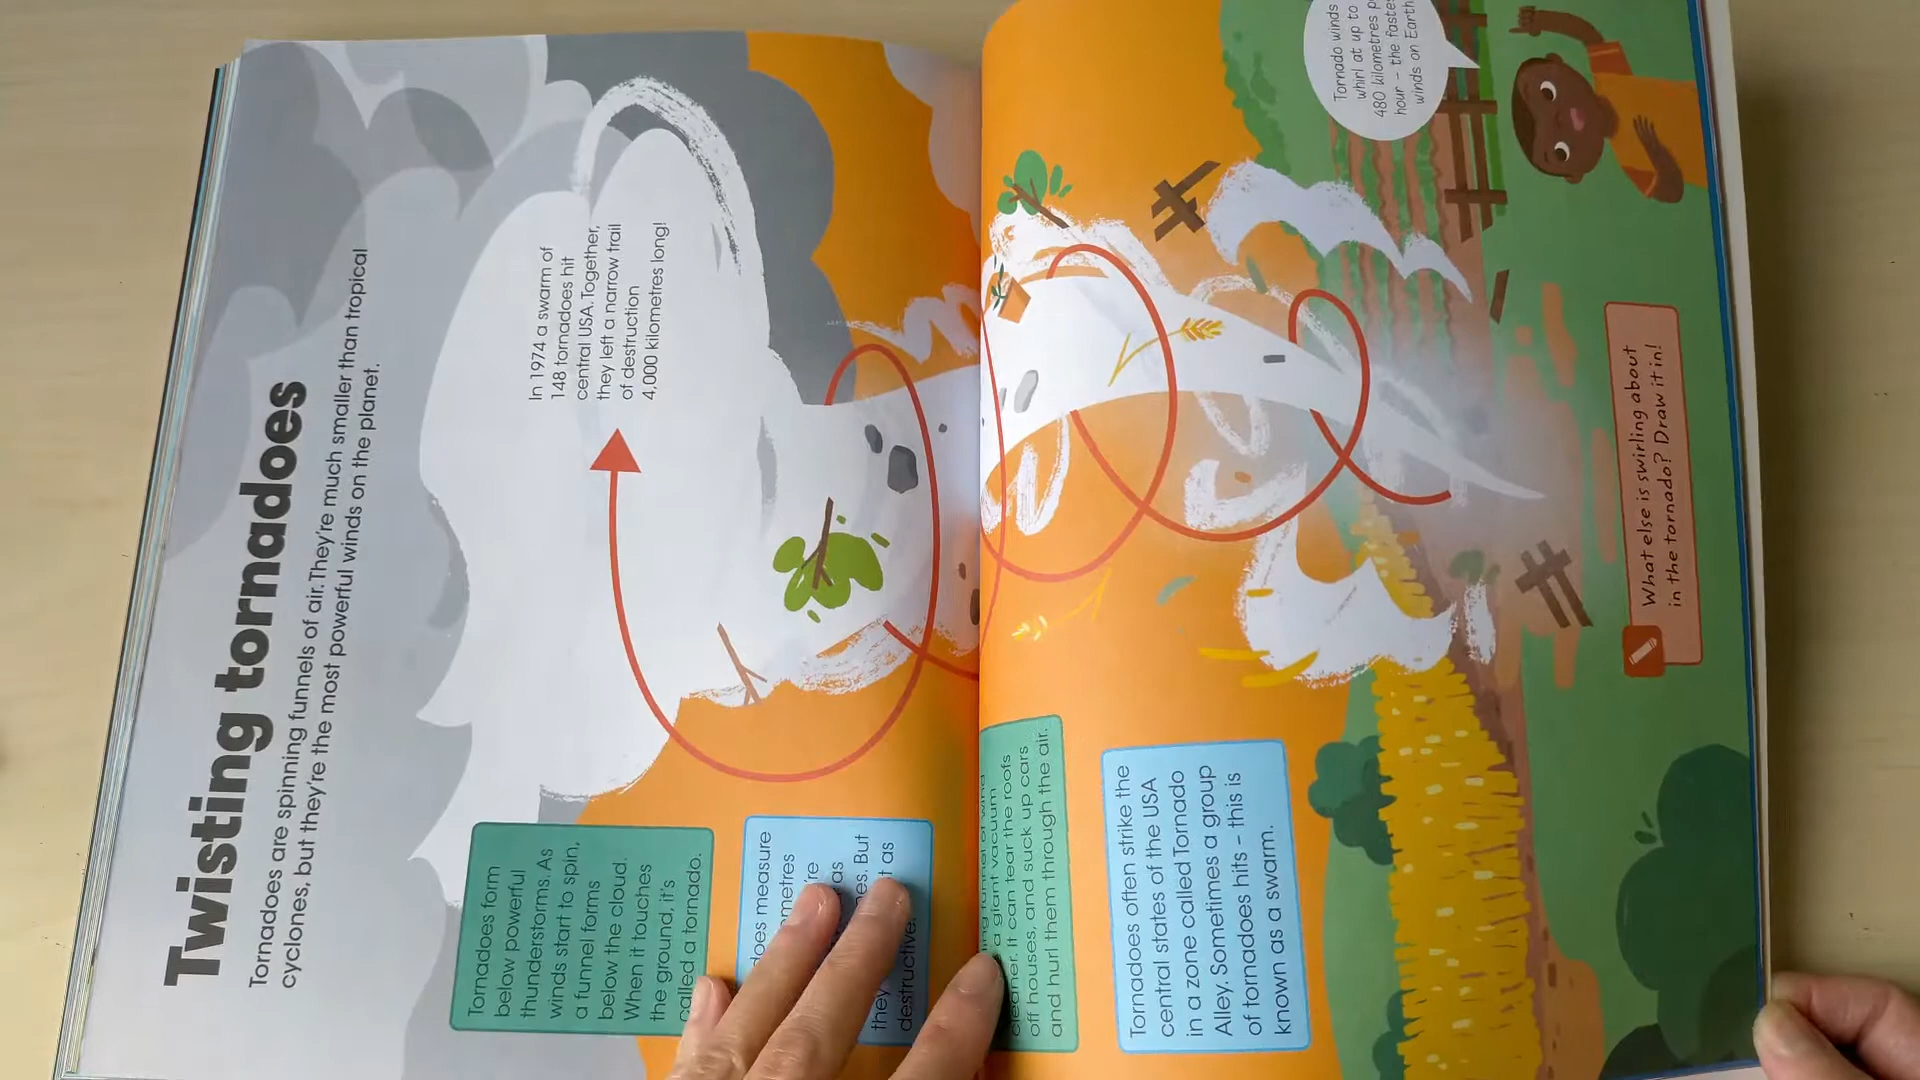 Twisting tornadoes
Tornadoes are spinning funnels of air. They're much smaller than tropical
cyclones, but they're the most powerful winds on the planet.
In 1974 a swarm of
148 tornadoes hit
central USA. Together,
they left a narrow trail
of destruction
4,000 kilometres long!
Tornadoes form
below powerful
thunderstorms. As
winds start to spin,
a funnel forms
below the cloud.
When it touches
the ground, it's
called a tornado.
measure
But
as
destructive.
a giant vacuum
cleaner. It can tear the roofs
off houses, and suck up cars
and hurl them through the air.
Tornadoes often strike the
central states of the USA
in a zone called Tornado
Alley. Sometimes a group
of tornadoes hits – this is
known as a swarm.
Tornado winds
whirl at up to
480 kilometres
hour – the
winds on Earth
What else is swirling about
in the tornado? Draw it in!